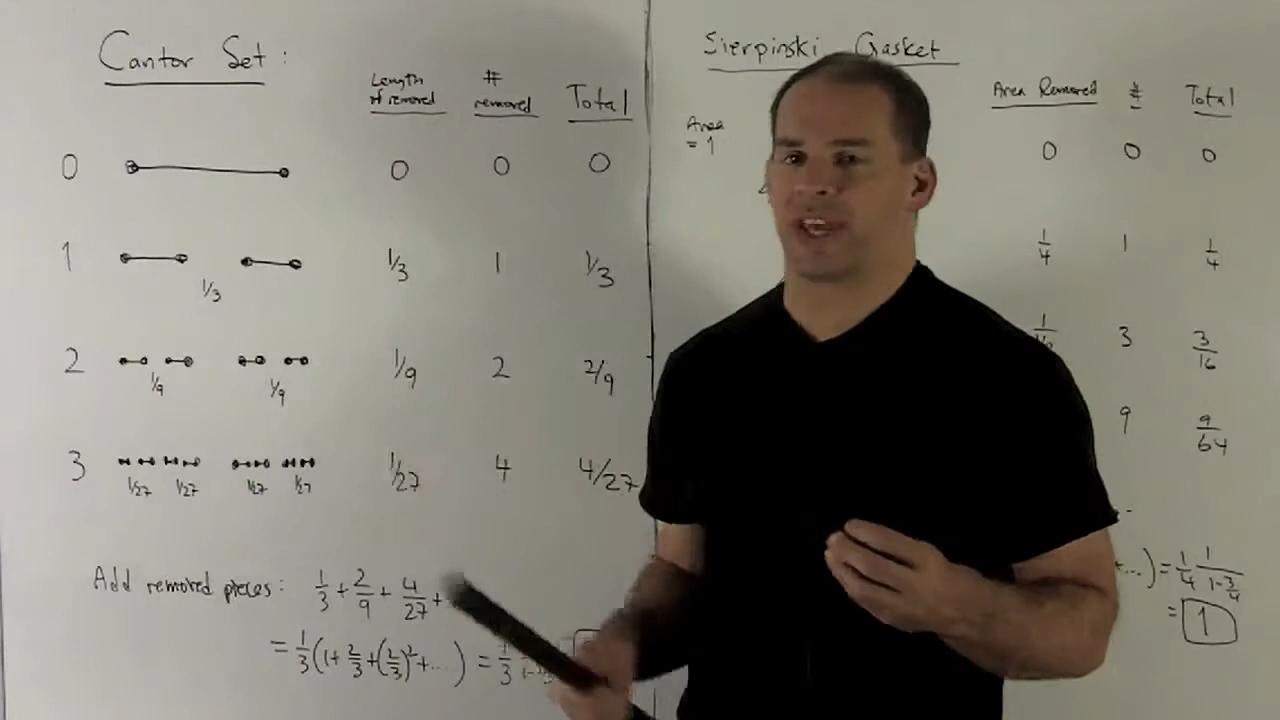 Cantor Set:
Length of removed # removed Total
0 0 0 0
1 1/3 1/3 1 1/3
2 1/9 1/9 1/9 2 2/9
3 1/27 1/27 1/27 1/27 1/27 4 4/27
Add removed pieces: 1/3 + 2/9 + 4/27 +
= 1/3 (1 + 2/3 + (2/3)^2 + ...) = 1/3
Sierpinski Gasket
Area Removed # Total
Area = 1 0 0 0
1/4 1 1/4
3 3/16
9 9/64
+ ...) = 1/4 1/(1-3/4)
= 1